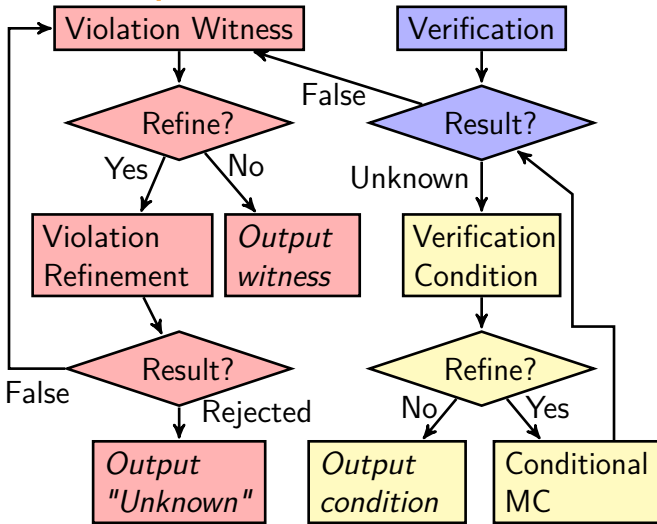 Violation Witness
Verification
False
Refine?
Result?
Yes
No
Unknown
Violation
Refinement
Output
witness
Verification
Condition
Result?
Refine?
False
Rejected
No
Yes
Output
"Unknown"
Output
condition
Conditional
MC